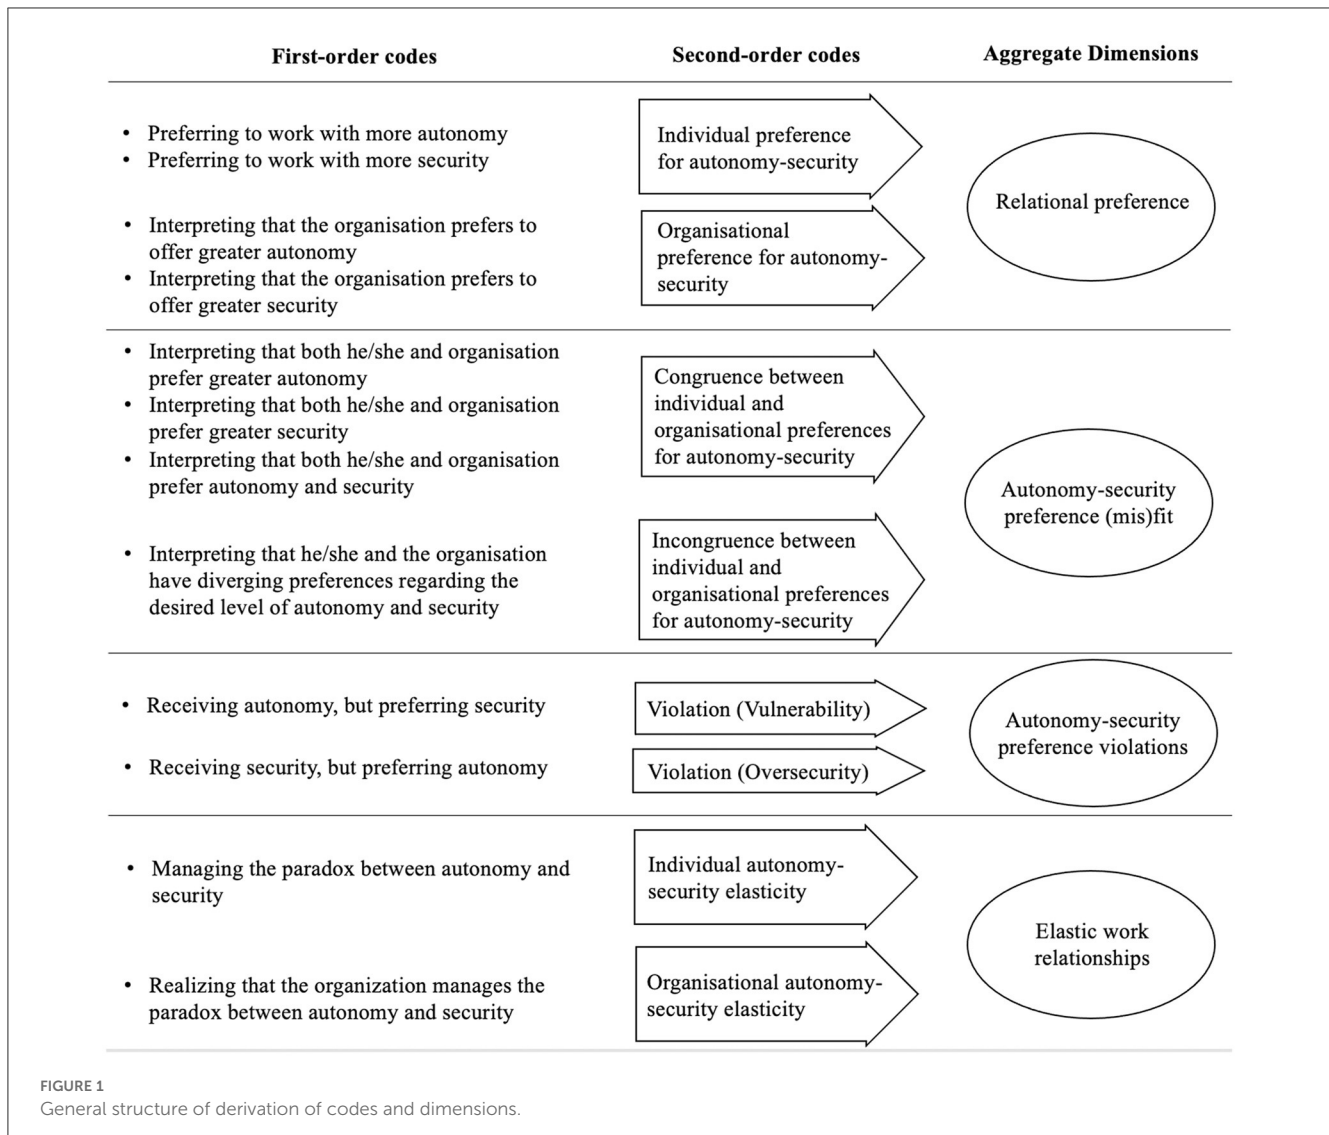 First-order codes
Second-order codes
Aggregate Dimensions
• Preferring to work with more autonomy
• Preferring to work with more security
Individual preference
for autonomy-security
• Interpreting that the organisation prefers to
offer greater autonomy
• Interpreting that the organisation prefers to
offer greater security
Organisational
preference for autonomy-
security
Relational preference
• Interpreting that both he/she and organisation
prefer greater autonomy
• Interpreting that both he/she and organisation
prefer greater security
• Interpreting that both he/she and organisation
prefer autonomy and security
Congruence between
individual and
organisational preferences
for autonomy-security
• Interpreting that he/she and the organisation
have diverging preferences regarding the
desired level of autonomy and security
Incongruence between
individual and
organisational preferences
for autonomy-security
Autonomy-security
preference (mis)fit
• Receiving autonomy, but preferring security
Violation (Vulnerability)
• Receiving security, but preferring autonomy
Violation (Oversecurity)
Autonomy-security
preference violations
• Managing the paradox between autonomy and
security
Individual autonomy-
security elasticity
• Realizing that the organization manages the
paradox between autonomy and security
Organisational autonomy-
security elasticity
Elastic work
relationships
FIGURE 1
General structure of derivation of codes and dimensions.